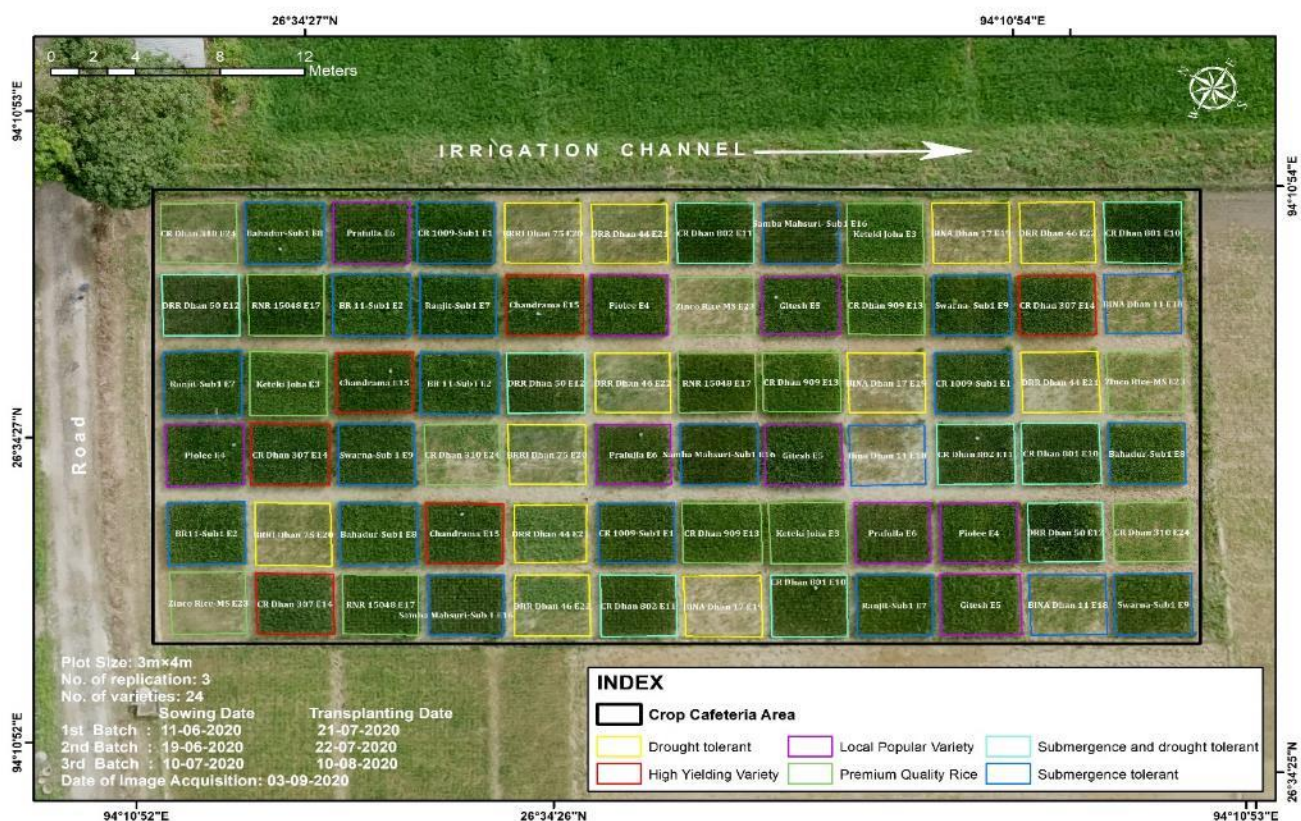 26°34'27"N
94°10'54"E
0 2 4 8 12
Meters
94°10'53"E
94°10'54"E
IRRIGATION CHANNEL
CR Dhan 310 E24 Bahadur-Sub1 E8 Prafulla E6 CR 1009-Sub1 E1 BRRI Dhan 75 E20 DRR Dhan 44 E21 CR Dhan 802 E11 Samba Mahsuri- Sub1 E16 Keteki Joha E3 BINA Dhan 17 E19 DRR Dhan 46 E22 CR Dhan 801 E10
DRR Dhan 50 E12 RNR 15048 E17 BR 11-Sub1 E2 Ranjit-Sub1 E7 Chandrama E15 Piolee E4 Zinco Rice-MS E23 Gitesh E5 CR Dhan 909 E13 Swarna- Sub1 E9 CR Dhan 307 E14 BINA Dhan 11 E18
Ranjit-Sub1 E7 Keteki Joha E3 Chandrama E15 BR 11-Sub1 E2 DRR Dhan 50 E12 DRR Dhan 46 E22 RNR 15048 E17 CR Dhan 909 E13 BINA Dhan 17 E19 CR 1009-Sub1 E1 DRR Dhan 44 E21 Zinco Rice-MS E23
Road
26°34'27"N
Piolee E4 CR Dhan 307 E14 Swarna-Sub 1 E9 CR Dhan 310 E24 BRRI Dhan 75 E20 Prafulla E6 Samba Mahsuri-Sub1 E16 Gitesh E5 Bina Dhan 11 E18 CR Dhan 802 E11 CR Dhan 801 E10 Bahadur-Sub1 E8
BR11-Sub1 E2 BRRI Dhan 75 E20 Bahadur-Sub1 E8 Chandrama E15 DRR Dhan 44 E21 CR 1009-Sub1 E1 CR Dhan 909 E13 Keteki Joha E3 Prafulla E6 Piolee E4 DRR Dhan 50 E12 CR Dhan 310 E24
Zinco Rice-MS E23 CR Dhan 307 E14 RNR 15048 E17 Samba Mahsuri-Sub 1 E16 DRR Dhan 46 E22 CR Dhan 802 E11 BINA Dhan 17 E19 CR Dhan 801 E10 Ranjit-Sub1 E7 Gitesh E5 BINA Dhan 11 E18 Swarna-Sub1 E9
Plot Size: 3m×4m
No. of replication: 3
No. of varieties: 24
Sowing Date Transplanting Date
1st Batch : 11-06-2020 21-07-2020
2nd Batch : 19-06-2020 22-07-2020
3rd Batch : 10-07-2020 10-08-2020
Date of Image Acquisition: 03-09-2020
INDEX
Crop Cafeteria Area
Drought tolerant Local Popular Variety Submergence and drought tolerant
High Yielding Variety Premium Quality Rice Submergence tolerant
94°10'52"E
26°34'25"N
94°10'52"E
26°34'26"N
94°10'53"E
N
E
W
S